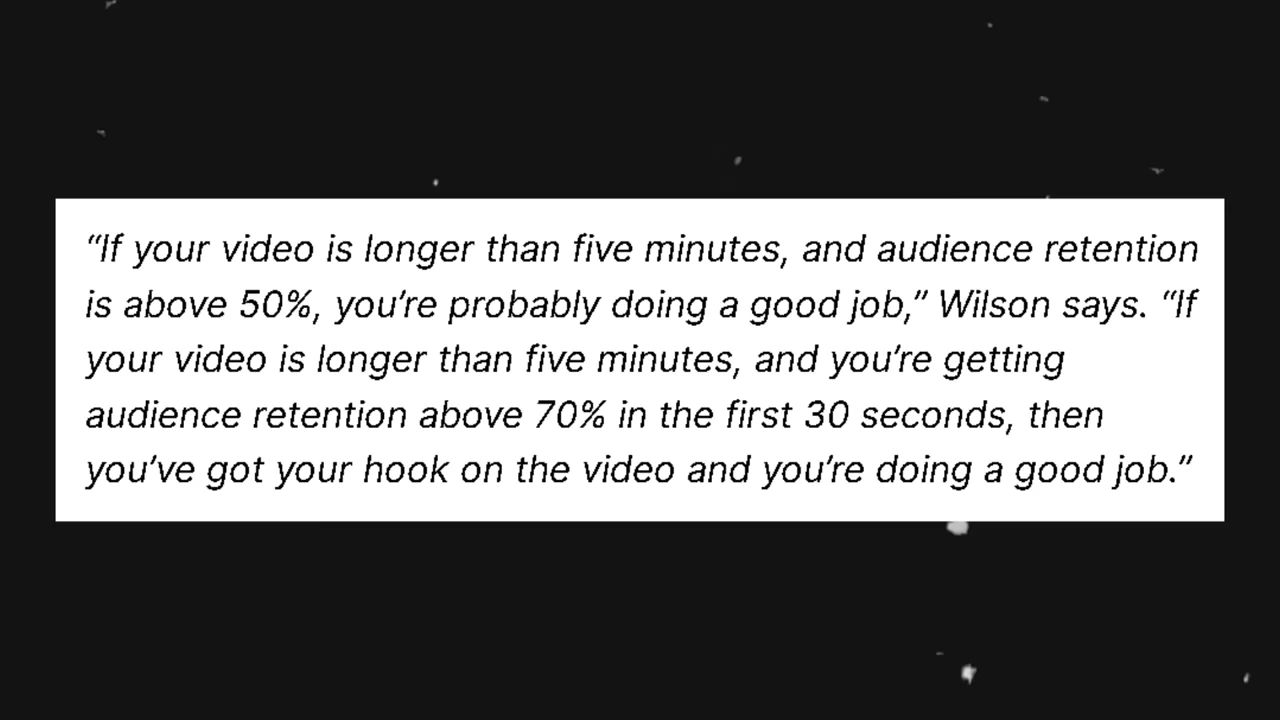 “If your video is longer than five minutes, and audience retention
is above 50%, you’re probably doing a good job,” Wilson says. “If
your video is longer than five minutes, and you’re getting
audience retention above 70% in the first 30 seconds, then
you’ve got your hook on the video and you’re doing a good job.”